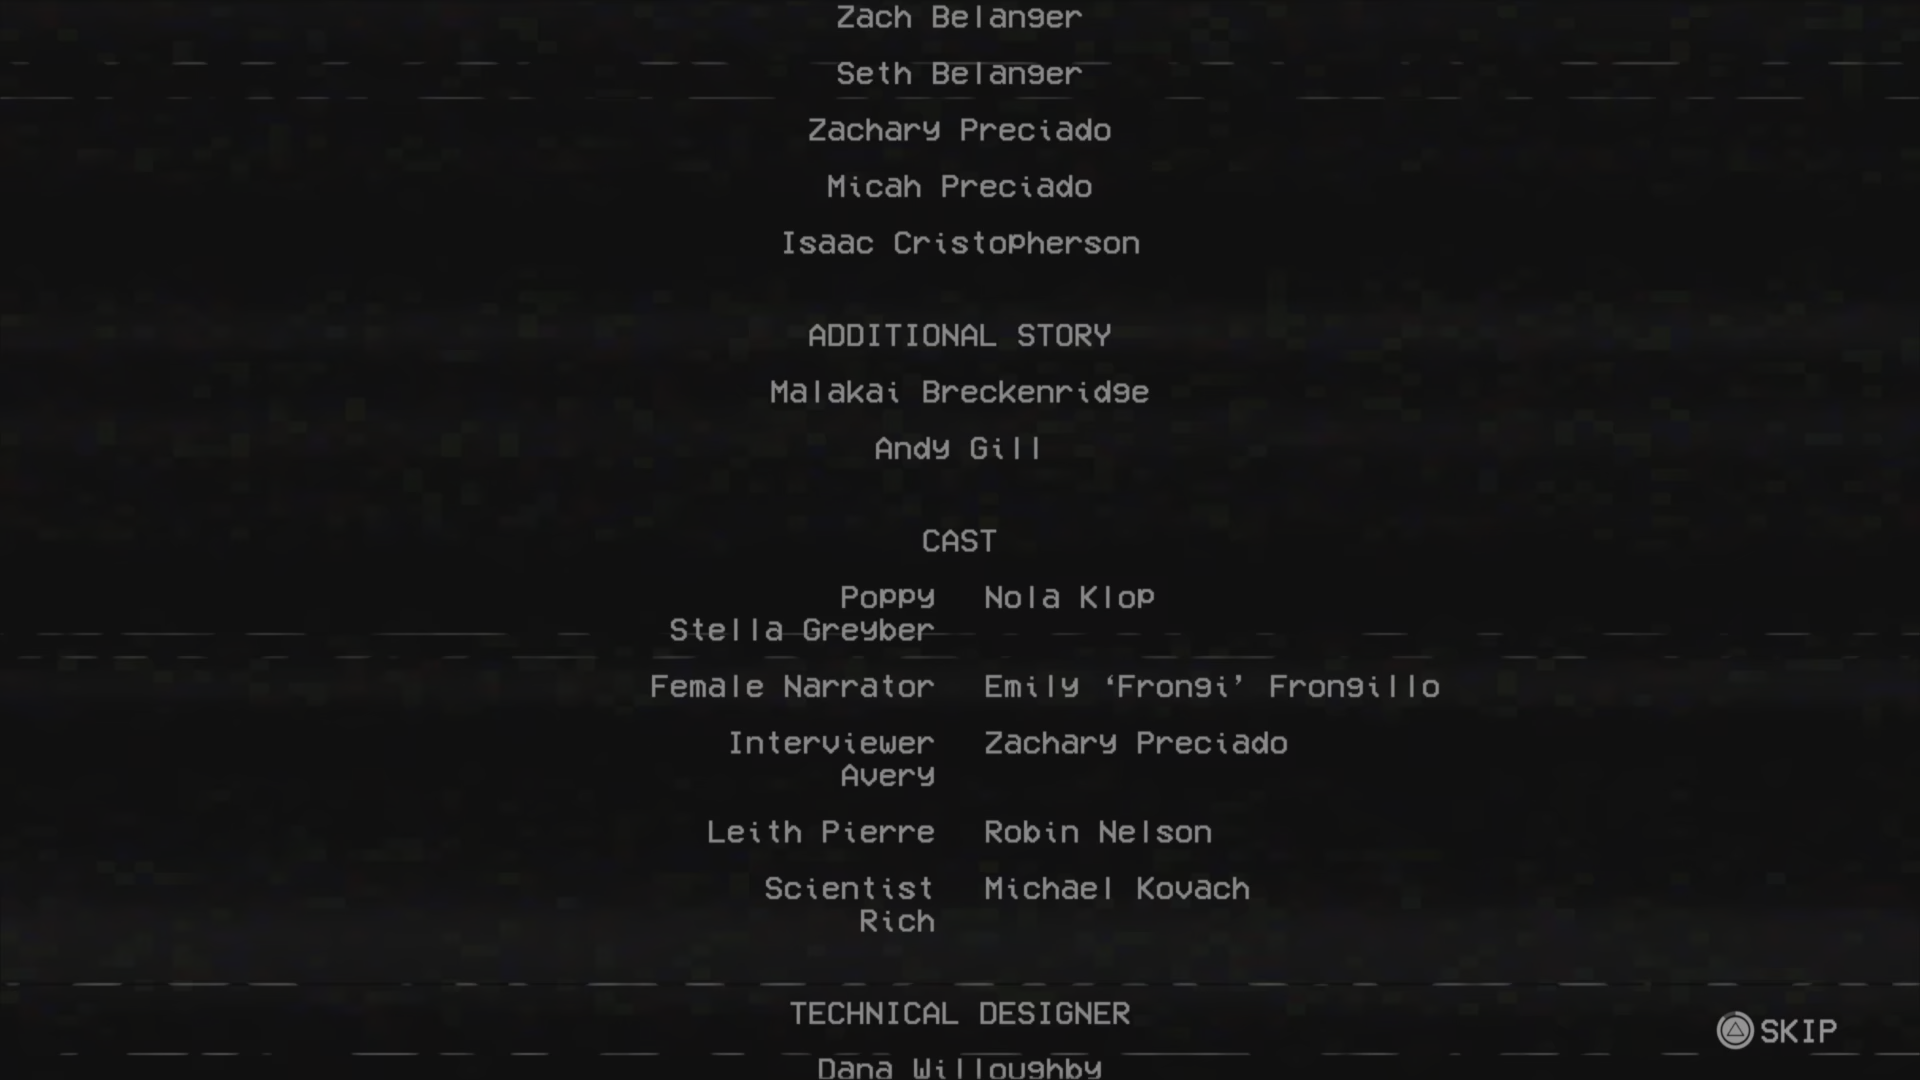 Zach Belanger
Seth Belanger
Zachary Preciado
Micah Preciado
Isaac Cristopherson
ADDITIONAL STORY
Malakai Breckenridge
Andy Gill
CAST
Poppy Nola Klop
Stella Greyber
Female Narrator Emily ‘Frongi’ Frongillo
Interviewer Zachary Preciado
Avery
Leith Pierre Robin Nelson
Scientist Michael Kovach
Rich
TECHNICAL DESIGNER
SKIP
Dana Willoughby